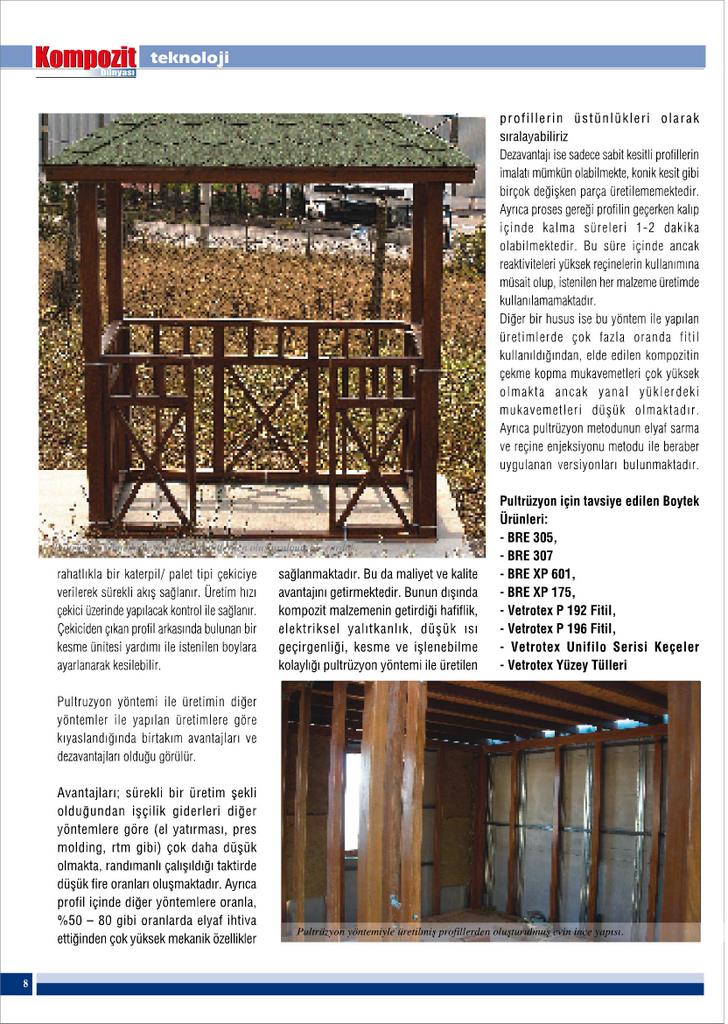 Kompozit
Dünyası
teknoloji
rahatlıkla bir katerpil/ palet tipi çekiciye
verilerek sürekli akış sağlanır. Üretim hızı
çekici üzerinde yapılacak kontrol ile sağlanır.
Çekiciden çıkan profil arkasında bulunan bir
kesme ünitesi yardımı ile istenilen boylara
ayarlanarak kesilebilir.
Pultruzyon yöntemi ile üretimin diğer
yöntemler ile yapılan üretimlere göre
kıyaslandığında birtakım avantajları ve
dezavantajları olduğu görülür.
Avantajları; sürekli bir üretim şekli
olduğundan işçilik giderleri diğer
yöntemlere göre (el yatırması, pres
molding, rtm gibi) çok daha düşük
olmakta, randımanlı çalışıldığı taktirde
düşük fire oranları oluşmaktadır. Ayrıca
profil içinde diğer yöntemlere oranla,
%50 – 80 gibi oranlarda elyaf ihtiva
ettiğinden çok yüksek mekanik özellikler
sağlanmaktadır. Bu da maliyet ve kalite
avantajını getirmektedir. Bunun dışında
kompozit malzemenin getirdiği hafiflik,
elektriksel yalıtkanlık, düşük ısı
geçirgenliği, kesme ve işlenebilme
kolaylığı pultrüzyon yöntemi ile üretilen
profillerin üstünlükleri olarak
sıralayabiliriz
Dezavantajı ise sadece sabit kesitli profillerin
imalatı mümkün olabilmekte, konik kesit gibi
birçok değişken parça üretilememektedir.
Ayrıca proses gereği profilin geçerken kalıp
içinde kalma süreleri 1-2 dakika
olabilmektedir. Bu süre içinde ancak
reaktiviteleri yüksek reçinelerin kullanımına
müsait olup, istenilen her malzeme üretimde
kullanılamamaktadır.
Diğer bir husus ise bu yöntem ile yapılan
üretimlerde çok fazla oranda fitil
kullanıldığından, elde edilen kompozitin
çekme kopma mukavemetleri çok yüksek
olmakta ancak yanal yüklerdeki
mukavemetleri düşük olmaktadır.
Ayrıca pultrüzyon metodunun elyaf sarma
ve reçine enjeksiyonu metodu ile beraber
uygulanan versiyonları bulunmaktadır.
Pultrüzyon için tavsiye edilen Boytek
Ürünleri:
- BRE 305,
- BRE 307
- BRE XP 601,
- BRE XP 175,
- Vetrotex P 192 Fitil,
- Vetrotex P 196 Fitil,
- Vetrotex Unifilo Serisi Keçeler
- Vetrotex Yüzey Tülleri
Pultrüzyon yöntemiyle üretilmiş profillerden oluşturulmuş evin ince yapısı.
8